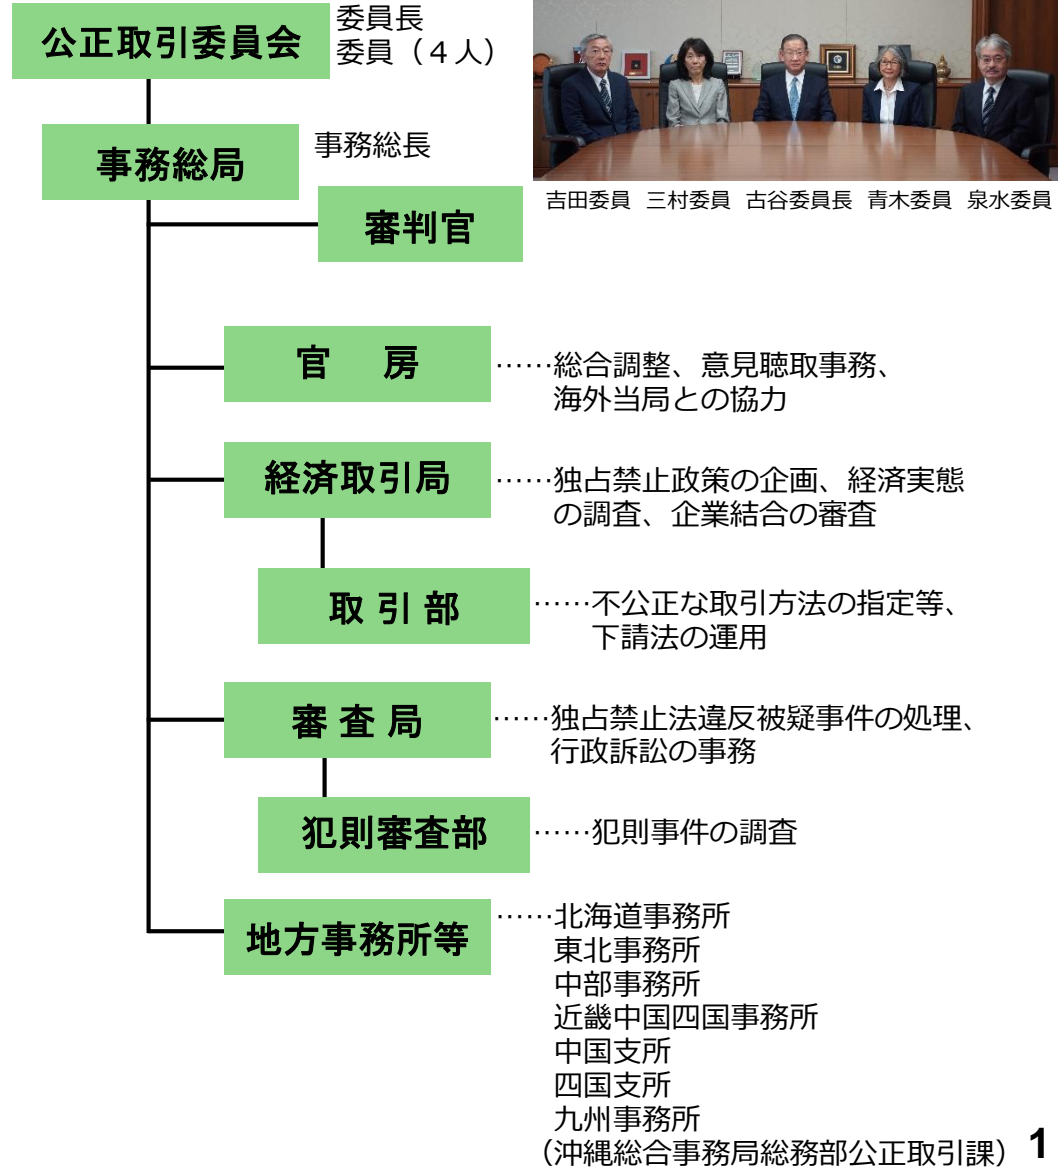 公正取引委員会
委員長
委員（４人）
吉田委員　三村委員　古谷委員長　青木委員　泉水委員
事務総局
事務総長
審判官
官　房
……総合調整、意見聴取事務、
海外当局との協力
経済取引局
……独占禁止政策の企画、経済実態
の調査、企業結合の審査
取 引 部
……不公正な取引方法の指定等、
下請法の運用
審 査 局
……独占禁止法違反被疑事件の処理、
行政訴訟の事務
犯則審査部
……犯則事件の調査
地方事務所等
……北海道事務所
東北事務所
中部事務所
近畿中国四国事務所
中国支所
四国支所
九州事務所
（沖縄総合事務局総務部公正取引課）
1